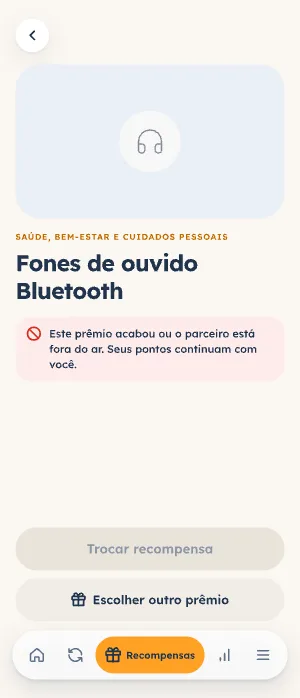 SAÚDE, BEM-ESTAR E CUIDADOS PESSOAIS
Fones de ouvido
Bluetooth
Este prêmio acabou ou o parceiro está
fora do ar. Seus pontos continuam com
você.
Trocar recompensa
Escolher outro prêmio
Recompensas